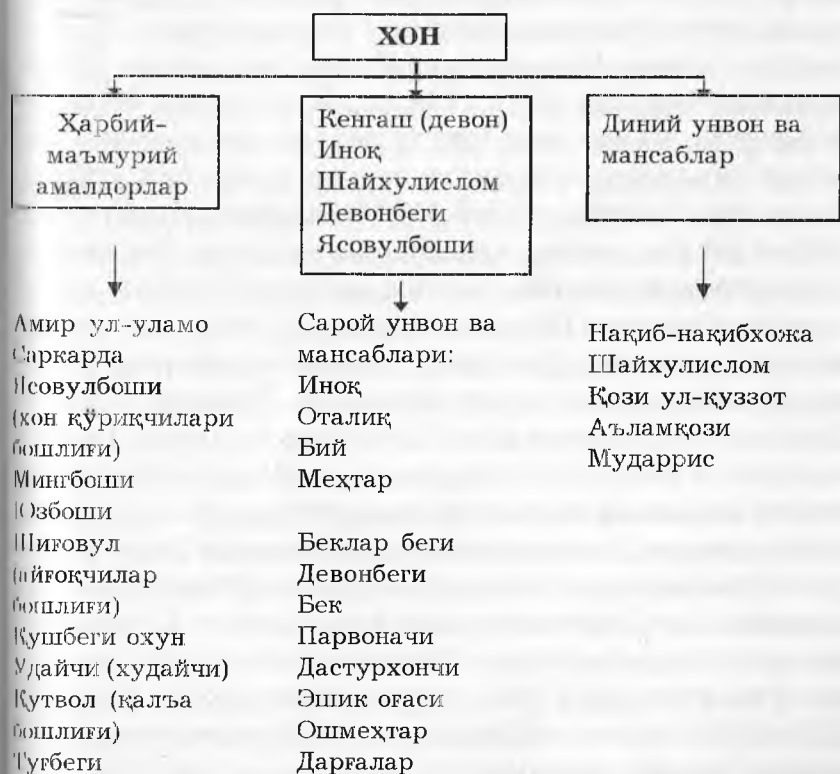 ХОН
Ҳарбий-
маъмурий
амалдорлар
Кенгаш (девон)
Иноқ
Шайхулислом
Девонбеги
Ясовулбоши
Диний унвон ва
мансаблар
Амир ул-уламо
Саркарда
Ясовулбоши
(хон қўриқчилари
бошлиғи)
Мингбоши
Юзбоши
Шиғовул
бошлиғи)
Қушбеги охун
Удайчи (худайчи)
Қутвол (қалъа
бошлиғи)
Туғбеги
Сарой унвон ва
мансаблари:
Иноқ
Оталиқ
Бий
Меҳтар
Беклар беги
Девонбеги
Бек
Парвоначи
Дастурхончи
Эшик оғаси
Ошмеҳтар
Дарғалар
Нақиб-нақибхожа
Шайхулислом
Қози ул-қуззот
Аъламқози
Мударрис